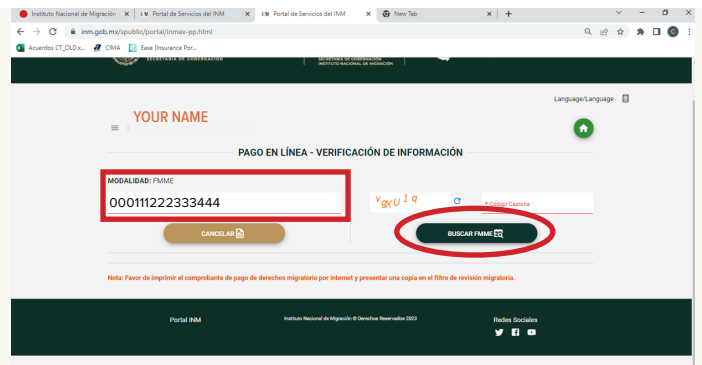 Instituto Nacional de Migración
Portal de Servicios del INM
Portal de Servicios del INM
New Tab
inm.gob.mx/spublic/portal/inmex-pp.html
Acuerdos CT_OLD.x...
CIMA
Ease (Insurance Por...
SECRETARÍA DE GOBERNACIÓN
SECRETARÍA DE GOBERNACIÓN
INSTITUTO NACIONAL DE MIGRACIÓN
Language/Language
YOUR NAME
PAGO EN LÍNEA - VERIFICACIÓN DE INFORMACIÓN
MODALIDAD: FMME
000111222333444
vgxU1q
* Código Captcha
CANCELAR
BUSCAR FMME
Nota: Favor de imprimir el comprobante de pago de derechos migratorio por internet y presentar una copia en el filtro de revisión migratoria.
Portal INM
Instituto Nacional de Migración © Derechos Reservados 2023
Redes Sociales